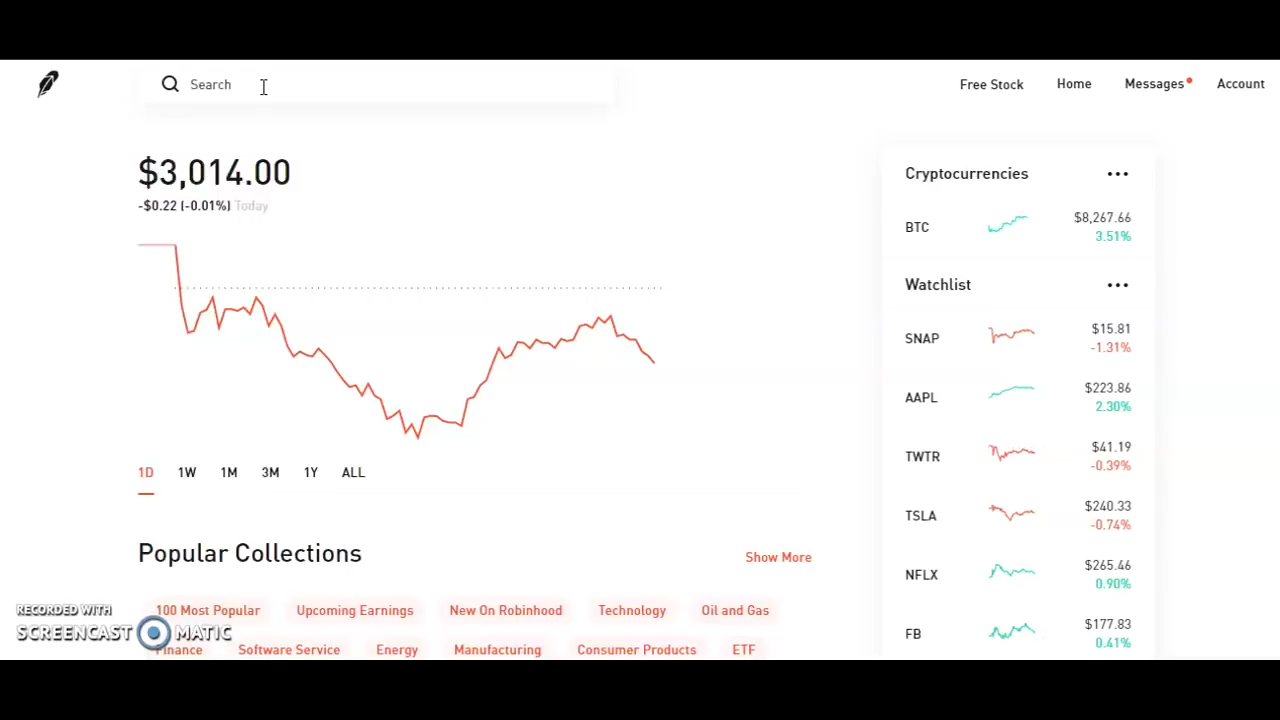 Search
Free Stock Home Messages Account
$3,014.00
-$0.22 (-0.01%) Today
1D 1W 1M 3M 1Y ALL
Popular Collections
Show More
100 Most Popular Upcoming Earnings New On Robinhood Technology Oil and Gas
Finance Software Service Energy Manufacturing Consumer Products ETF
Cryptocurrencies
BTC $8,267.66
3.51%
Watchlist
SNAP $15.81
-1.31%
AAPL $223.86
2.30%
TWTR $41.19
-0.39%
TSLA $240.33
-0.74%
NFLX $265.46
0.90%
FB $177.83
0.41%
RECORDED WITH
SCREENCAST MATIC